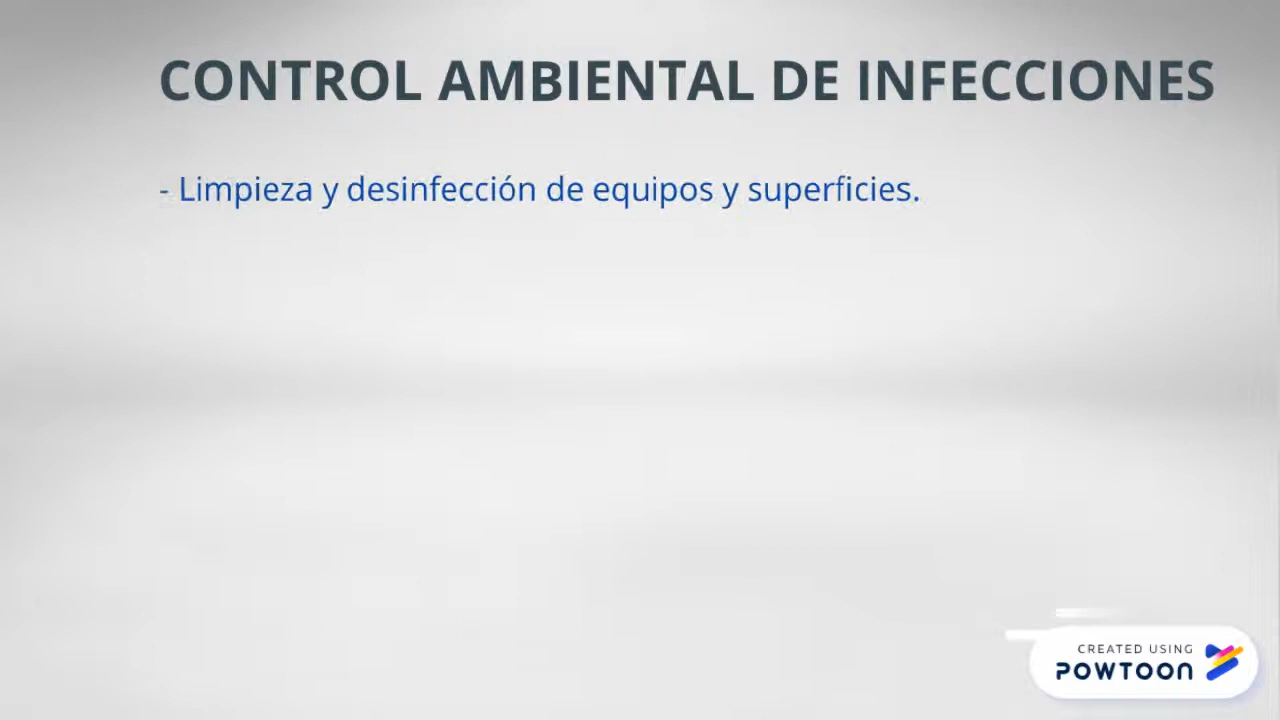 CONTROL AMBIENTAL DE INFECCIONES
- Limpieza y desinfección de equipos y superficies.
CREATED USING
POWTOON